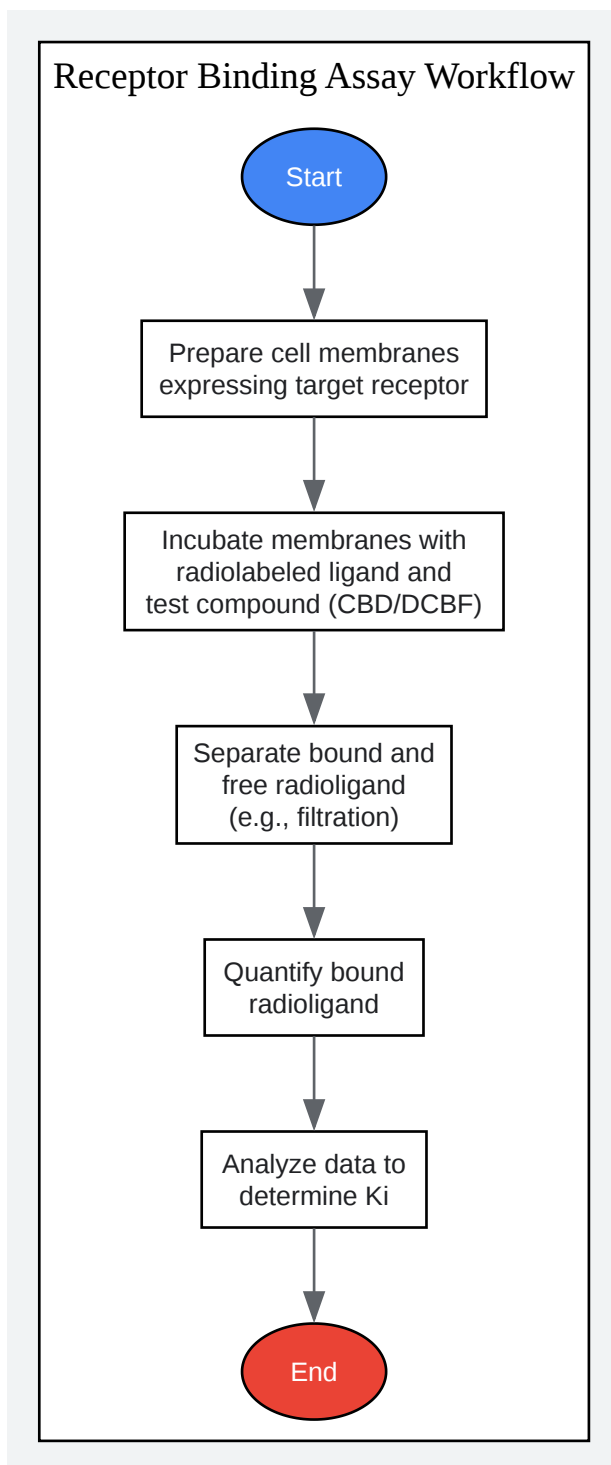 Receptor Binding Assay Workflow
Start
Prepare cell membranes
expressing target receptor
Incubate membranes with
radiolabeled ligand and
test compound (CBD/DCBF)
Separate bound and
free radioligand
(e.g., filtration)
Quantify bound
radioligand
Analyze data to
determine Ki
End